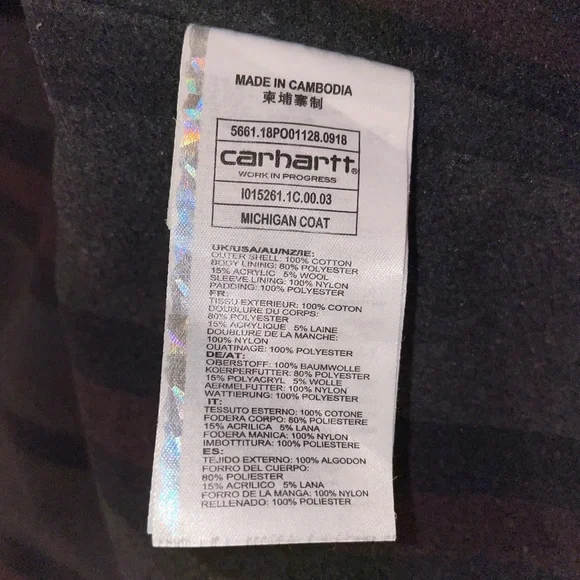 MADE IN CAMBODIA
柬埔寨制
5661.18PO01128.0918
carhartt®
WORK IN PROGRESS
I015261.1C.00.03
MICHIGAN COAT
UK/USA/AU/NZ/IE:
OUTER SHELL: 100% COTTON
BODY LINING: 80% POLYESTER
15% ACRYLIC 5% WOOL
SLEEVE LINING: 100% NYLON
PADDING: 100% POLYESTER
FR:
TISSU EXTERIEUR: 100% COTON
DOUBLURE DU CORPS:
80% POLYESTER
15% ACRYLIQUE 5% LAINE
DOUBLURE DE LA MANCHE:
100% NYLON
OUATINAGE: 100% POLYESTER
DE/AT:
OBERSTOFF: 100% BAUMWOLLE
KOERPERFUTTER: 80% POLYESTER
15% POLYACRYL 5% WOLLE
AERMELFUTTER: 100% NYLON
WATTIERUNG: 100% POLYESTER
IT:
TESSUTO ESTERNO: 100% COTONE
FODERA CORPO: 80% POLIESTERE
15% ACRILICA 5% LANA
FODERA MANICA: 100% NYLON
IMBOTTITURA: 100% POLIESTERE
ES:
TEJIDO EXTERNO: 100% ALGODON
FORRO DEL CUERPO:
80% POLIESTER
15% ACRILICO 5% LANA
FORRO DE LA MANGA: 100% NYLON
RELLENADO: 100% POLIESTER